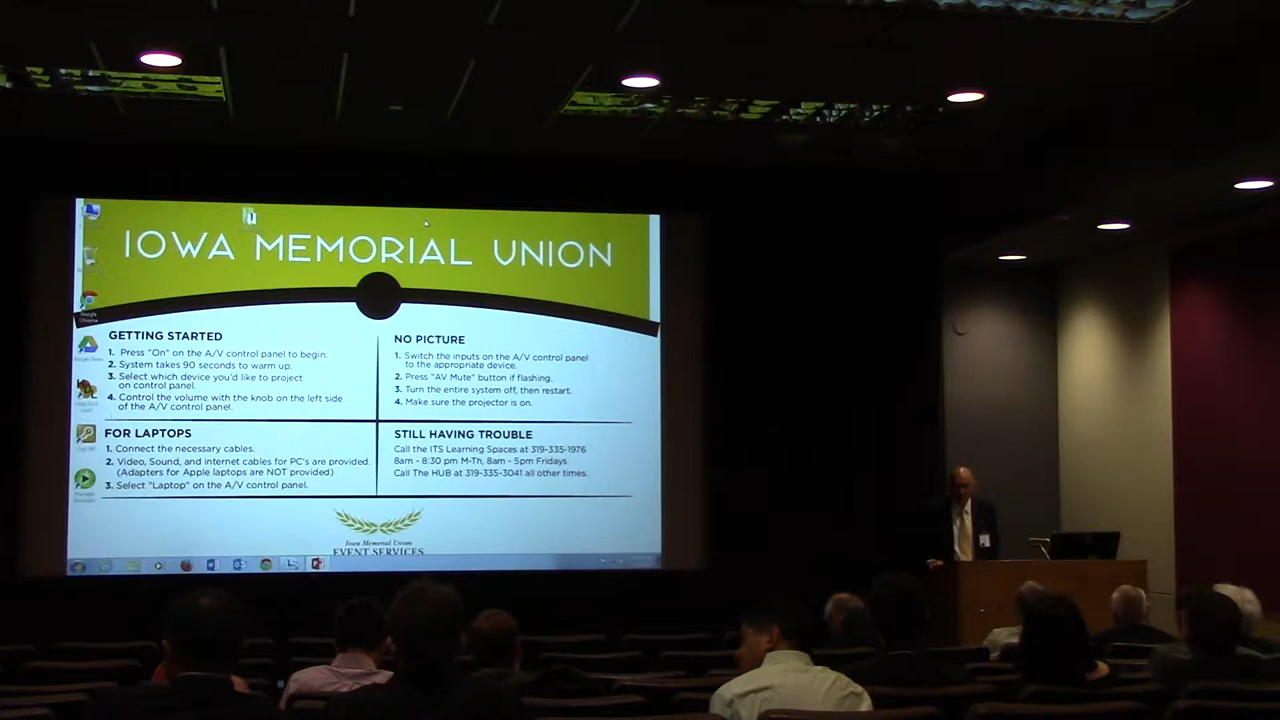 IOWA MEMORIAL UNION
Google
Chrome
GETTING STARTED
1. Press "On" on the A/V control panel to begin.
2. System takes 90 seconds to warm up.
3. Select which device you'd like to project
on control panel.
4. Control the volume with the knob on the left side
of the A/V control panel.
NO PICTURE
1. Switch the inputs on the A/V control panel
to the appropriate device.
2. Press "AV Mute" button if flashing.
3. Turn the entire system off, then restart.
4. Make sure the projector is on.
FOR LAPTOPS
1. Connect the necessary cables.
2. Video, Sound, and internet cables for PC's are provided.
(Adapters for Apple laptops are NOT provided)
3. Select "Laptop" on the A/V control panel.
STILL HAVING TROUBLE
Call the ITS Learning Spaces at 319-335-1976
8am - 8:30 pm M-Th, 8am - 5pm Fridays
Call The HUB at 319-335-3041 all other times.
Iowa Memorial Union
EVENT SERVICES